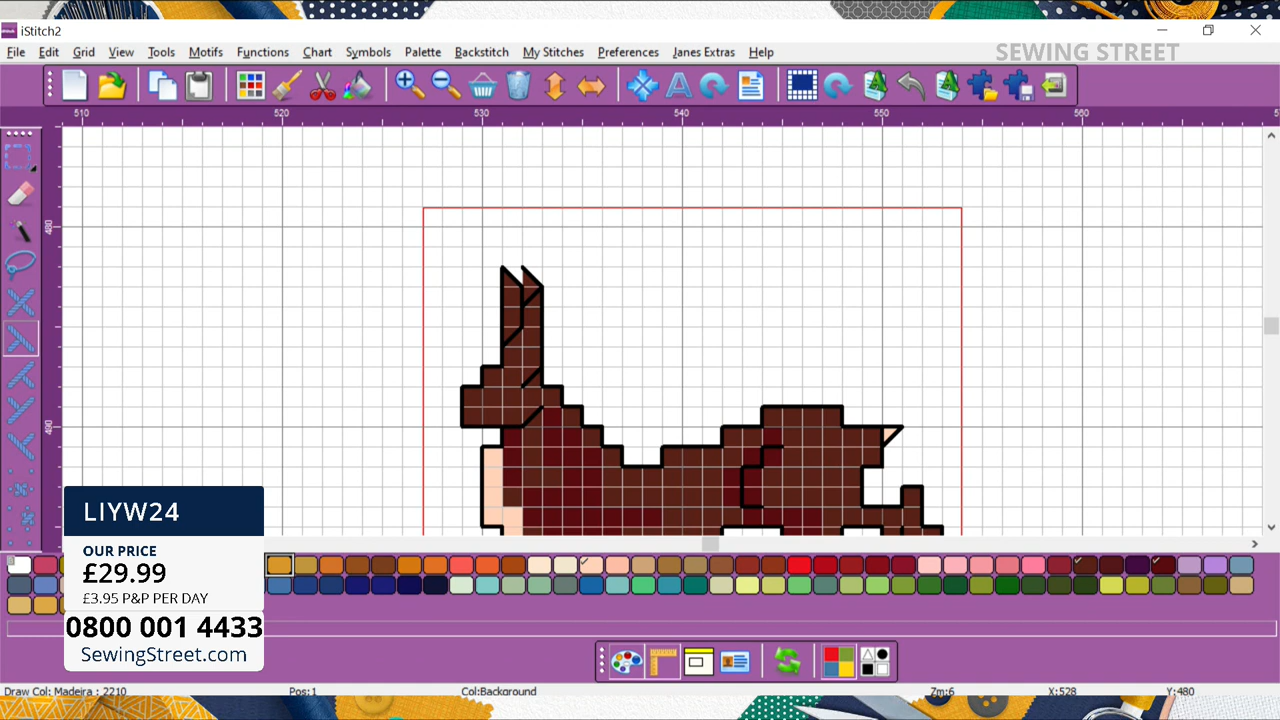 iStitch2
SEWING STREET
File Edit Grid View Tools Motifs Functions Chart Symbols Palette Backstitch My Stitches Preferences Janes Extras Help
510 520 530 540 550 560
480
490
LIYW24
OUR PRICE
£29.99
£3.95 P&P PER DAY
0800 001 4433
SewingStreet.com
Draw Col: Madeira : 2210 Pos:1 Col:Background Zm:6 X:528 Y:480